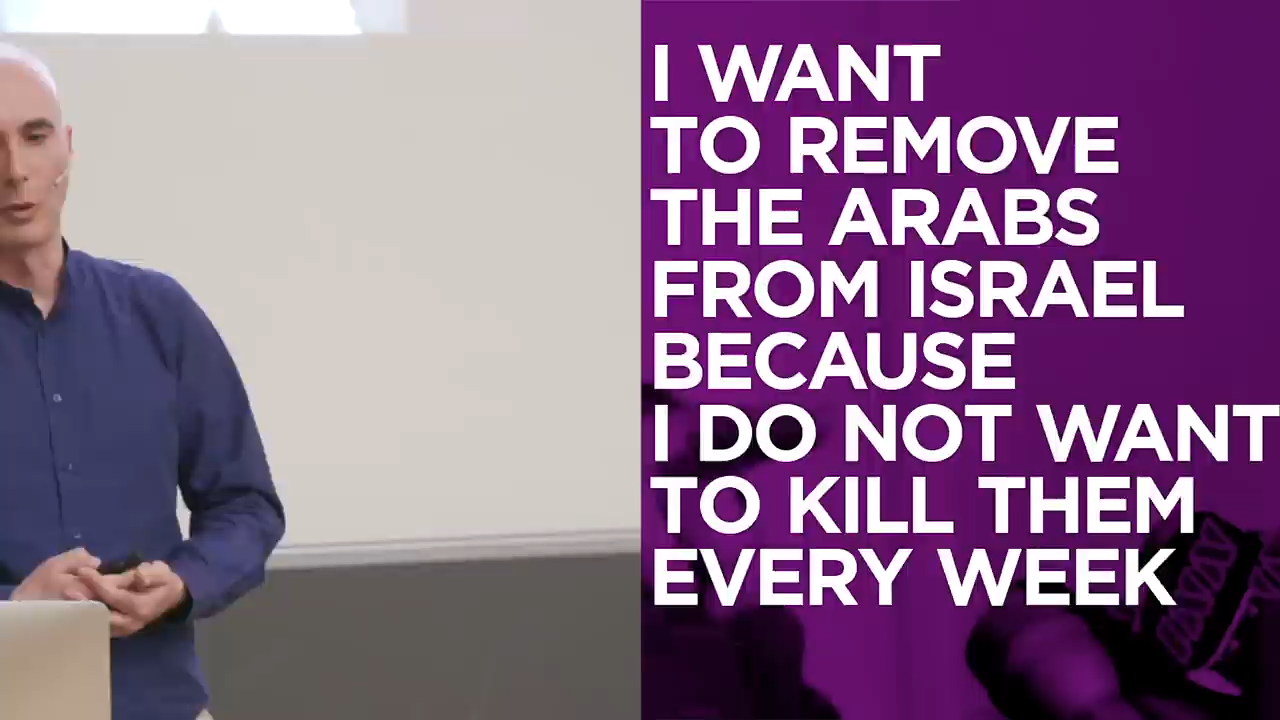 I WANT
TO REMOVE
THE ARABS
FROM ISRAEL
BECAUSE
I DO NOT WANT
TO KILL THEM
EVERY WEEK